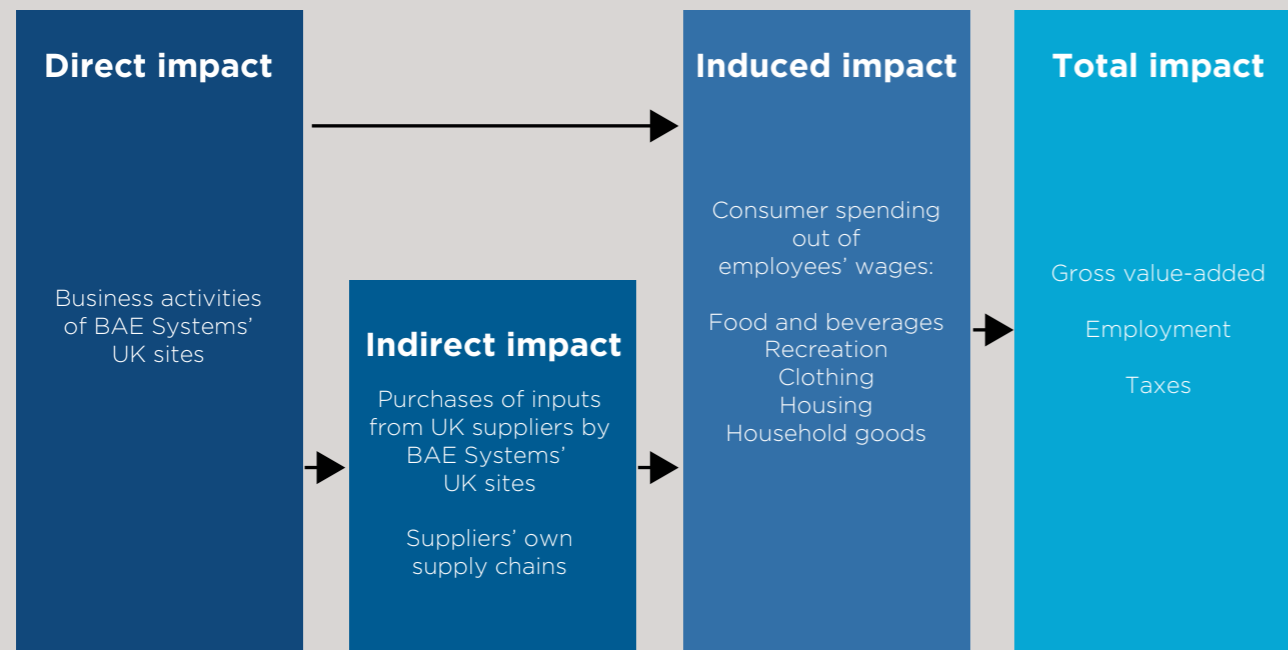 Direct impact
Business activities
of BAE Systems’
UK sites
Indirect impact
Purchases of inputs
from UK suppliers by
BAE Systems’
UK sites
Suppliers’ own
supply chains
Induced impact
Consumer spending
out of
employees’ wages:
Food and beverages
Recreation
Clothing
Housing
Household goods
Total impact
Gross value-added
Employment
Taxes